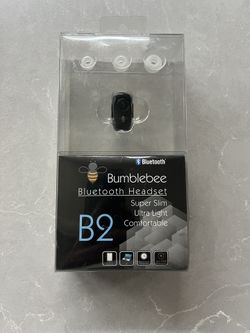 Bluetooth
Bumblebee
Bluetooth Headset
Super Slim
Ultra Light
Comfortable
B2